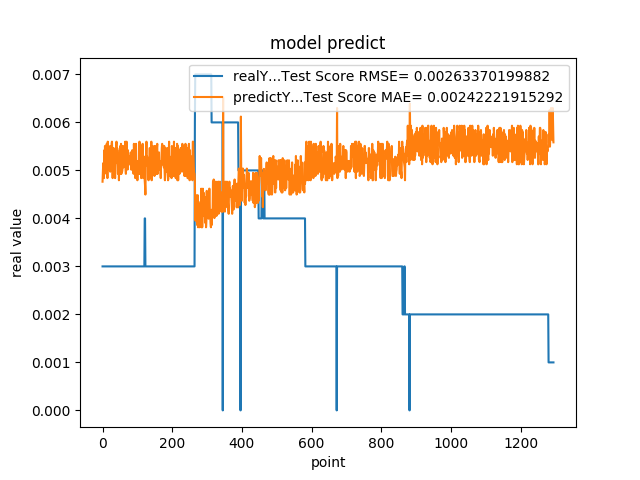 model predict
realY...Test Score RMSE= 0.00263370199882
predictY...Test Score MAE= 0.00242221915292
0.007
0.006
0.005
0.004
0.003
0.002
0.001
0.000
real value
0 200 400 600 800 1000 1200
point